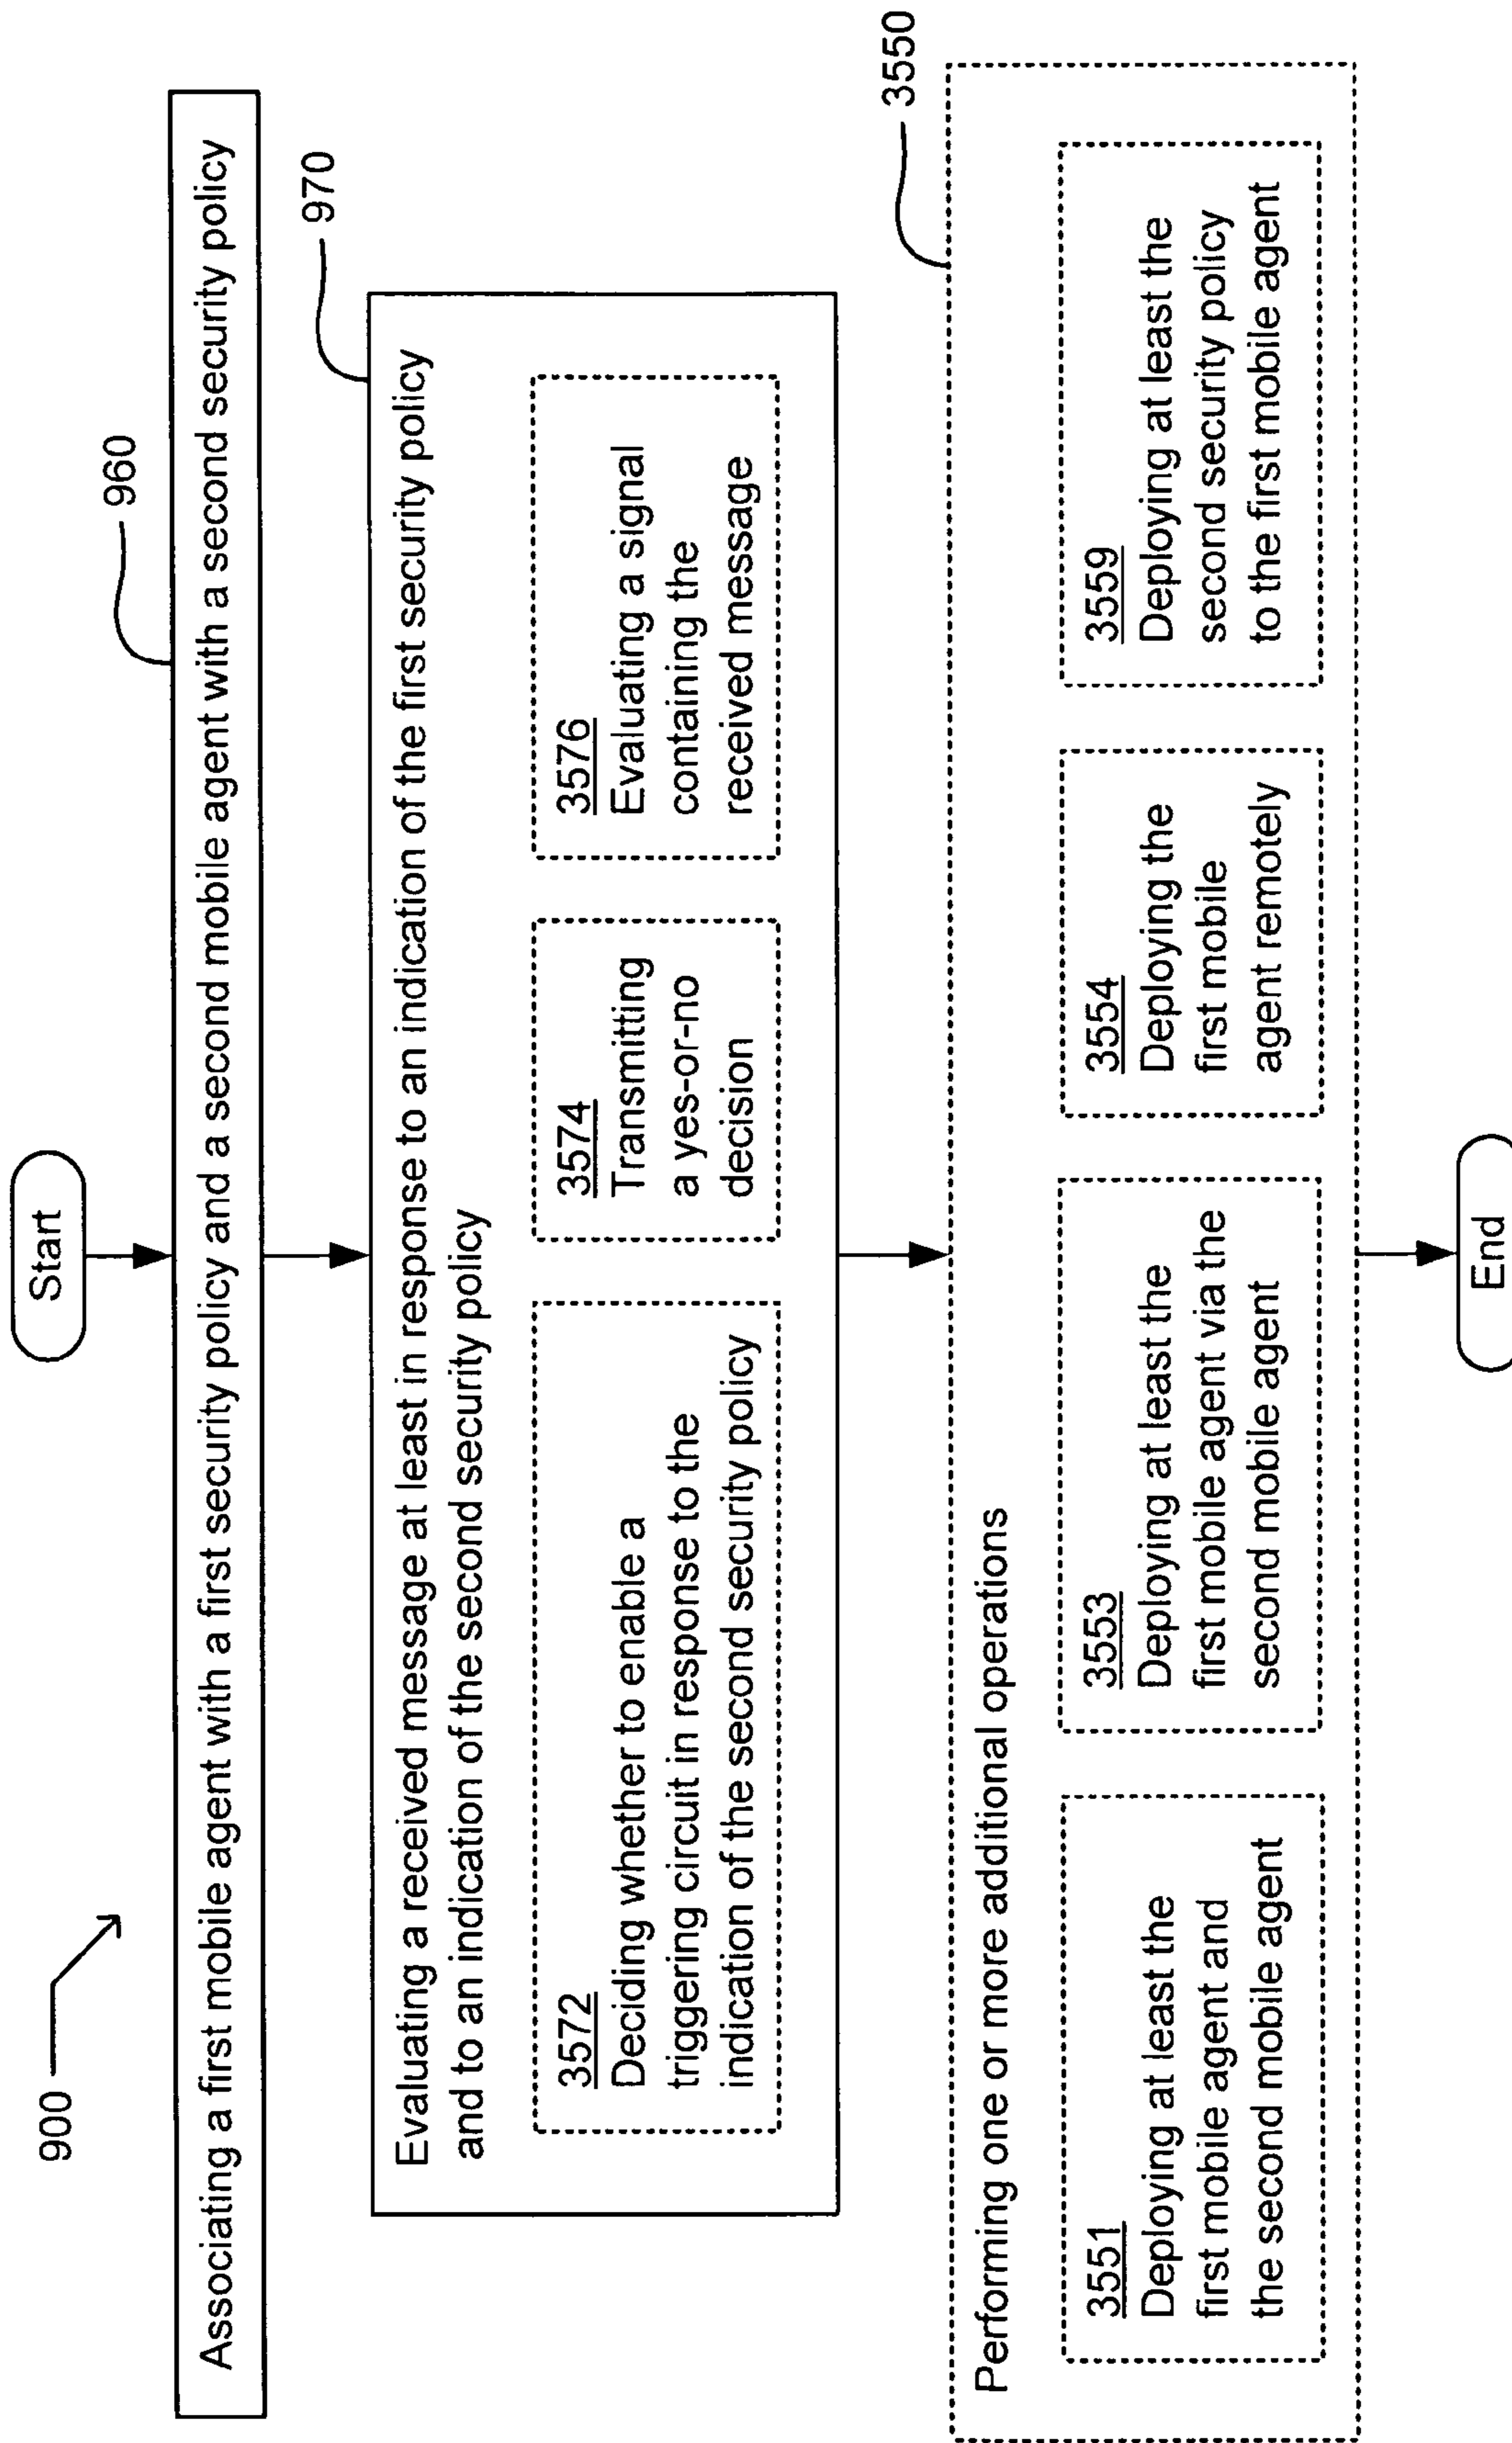 900
Start
960
Associating a first mobile agent with a first security policy and a second mobile agent with a second security policy
970
Evaluating a received message at least in response to an indication of the first security policy
and to an indication of the second security policy
3572
Deciding whether to enable a
triggering circuit in response to the
indication of the second security policy
3574
Transmitting
a yes-or-no
decision
3576
Evaluating a signal
containing the
received message
3550
Performing one or more additional operations
3551
Deploying at least the
first mobile agent and
the second mobile agent
3553
Deploying at least the
first mobile agent via the
second mobile agent
3554
Deploying the
first mobile
agent remotely
3559
Deploying at least the
second security policy
to the first mobile agent
End